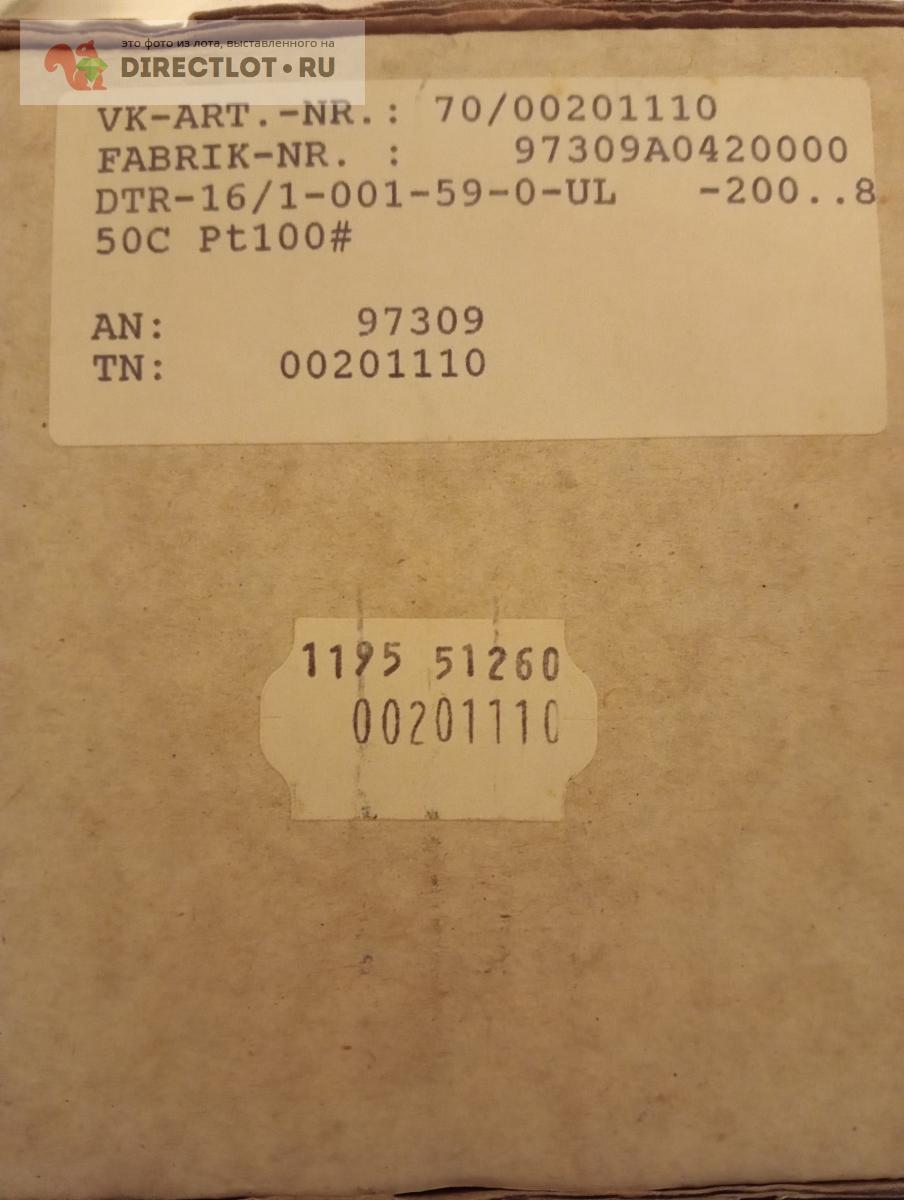 это фото из лота, выставленного на
DIRECTLOT•RU
VK-ART.-NR.: 70/00201110
FABRIK-NR. : 97309A0420000
DTR-16/1-001-59-0-UL -200..8
50C Pt100#
AN: 97309
TN: 00201110
1195 51260
00201110